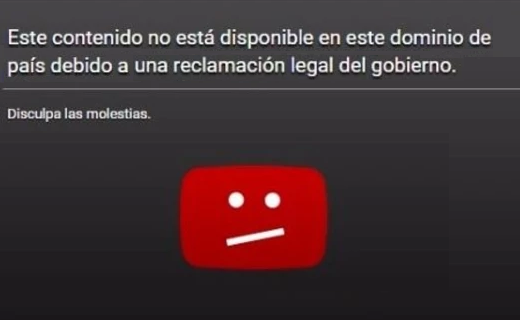 Este contenido no está disponible en este dominio de
país debido a una reclamación legal del gobierno.
Disculpa las molestias.